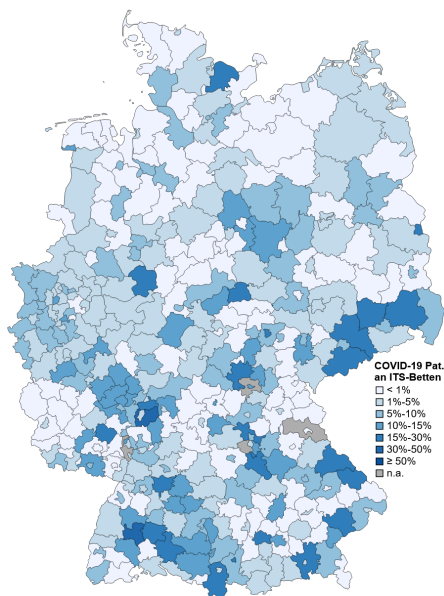 COVID-19 Pat.
an ITS-Betten
< 1%
1%-5%
5%-10%
10%-15%
15%-30%
30%-50%
≥ 50%
n.a.